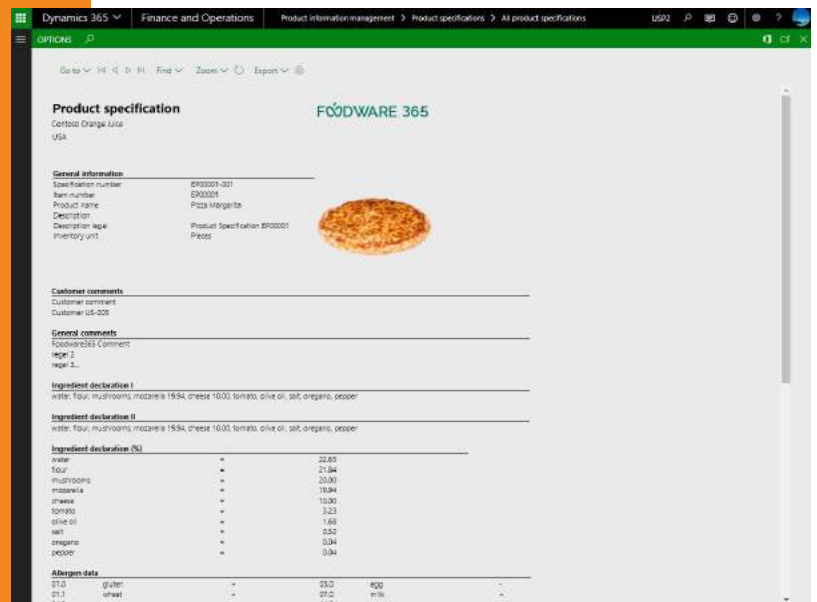 Dynamics 365 Finance and Operations Product information management > Product specifications > All product specifications USP2 ?
OPTIONS
Go to Find Zoom Export
Product specification
FOODWARE 365
Contoso Orange Juice
USA
General information
Specification number EP00001-001
Item number EP00001
Product name Pizza Margarita
Description
Description legal Product Specification EP00001
Inventory unit Pieces
Customer comments
Customer comment
Customer US-005
General comments
Foodware365 Comment
regel 2
regel 3...
Ingredient declaration I
water, flour, mushrooms, mozarella 19.94, cheese 10.00, tomato, olive oil, salt, oregano, pepper
Ingredient declaration II
water, flour, mushrooms, mozarella 19.94, cheese 10.00, tomato, olive oil, salt, oregano, pepper
Ingredient declaration (%)
water = 22.65
flour = 21.84
mushrooms = 20.00
mozarella = 19.94
cheese = 10.00
tomato = 3.23
olive oil = 1.68
salt = 0.52
oregano = 0.04
pepper = 0.04
Allergen data
01.0 gluten - 03.0 egg -
01.1 wheat - 07.0 milk -